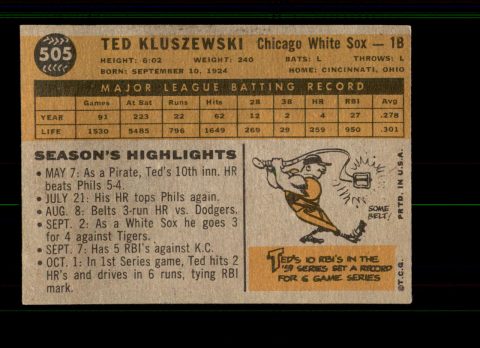 505
TED KLUSZEWSKI Chicago White Sox — 1B
HEIGHT: 6:02 WEIGHT: 240 BATS: L THROWS: L
BORN: SEPTEMBER 10, 1924 HOME: CINCINNATI, OHIO
MAJOR LEAGUE BATTING RECORD
Games At Bat Runs Hits 2B 3B HR RBI Avg
YEAR 91 223 22 62 12 2 4 27 .278
LIFE 1530 5485 796 1649 269 29 259 950 .301
SEASON'S HIGHLIGHTS
• MAY 7: As a Pirate, Ted's 10th inn. HR
beats Phils 5-4.
• JULY 21: His HR tops Phils again.
• AUG. 8: Belts 3-run HR vs. Dodgers.
• SEPT. 2: As a White Sox he goes 3
for 4 against Tigers.
• SEPT. 7: Has 5 RBI's against K.C.
• OCT. 1: In 1st Series game, Ted hits 2
HR's and drives in 6 runs, tying RBI
mark.
SOME
BELT!
TED'S 10 RBI'S IN THE
'59 SERIES SET A RECORD
FOR 6 GAME SERIES
©T.C.G. PRTD. IN U.S.A.